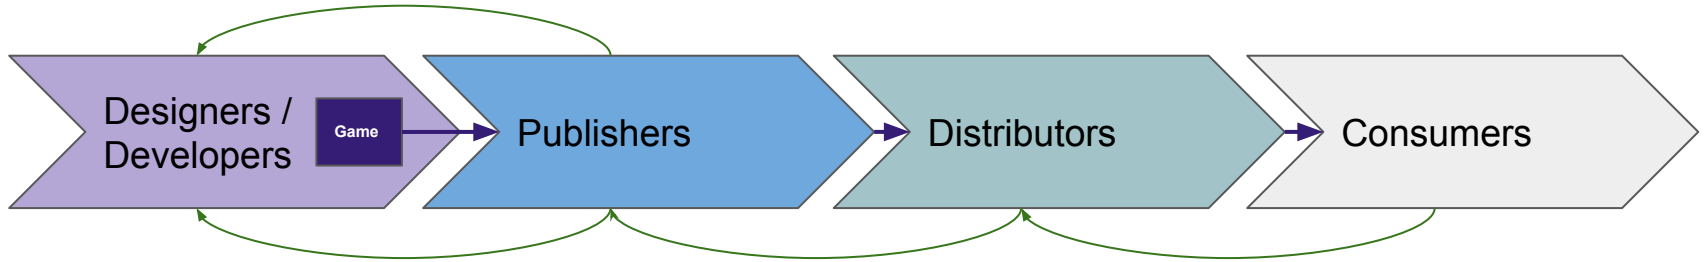 Designers /
Developers
Game
Publishers
Distributors
Consumers